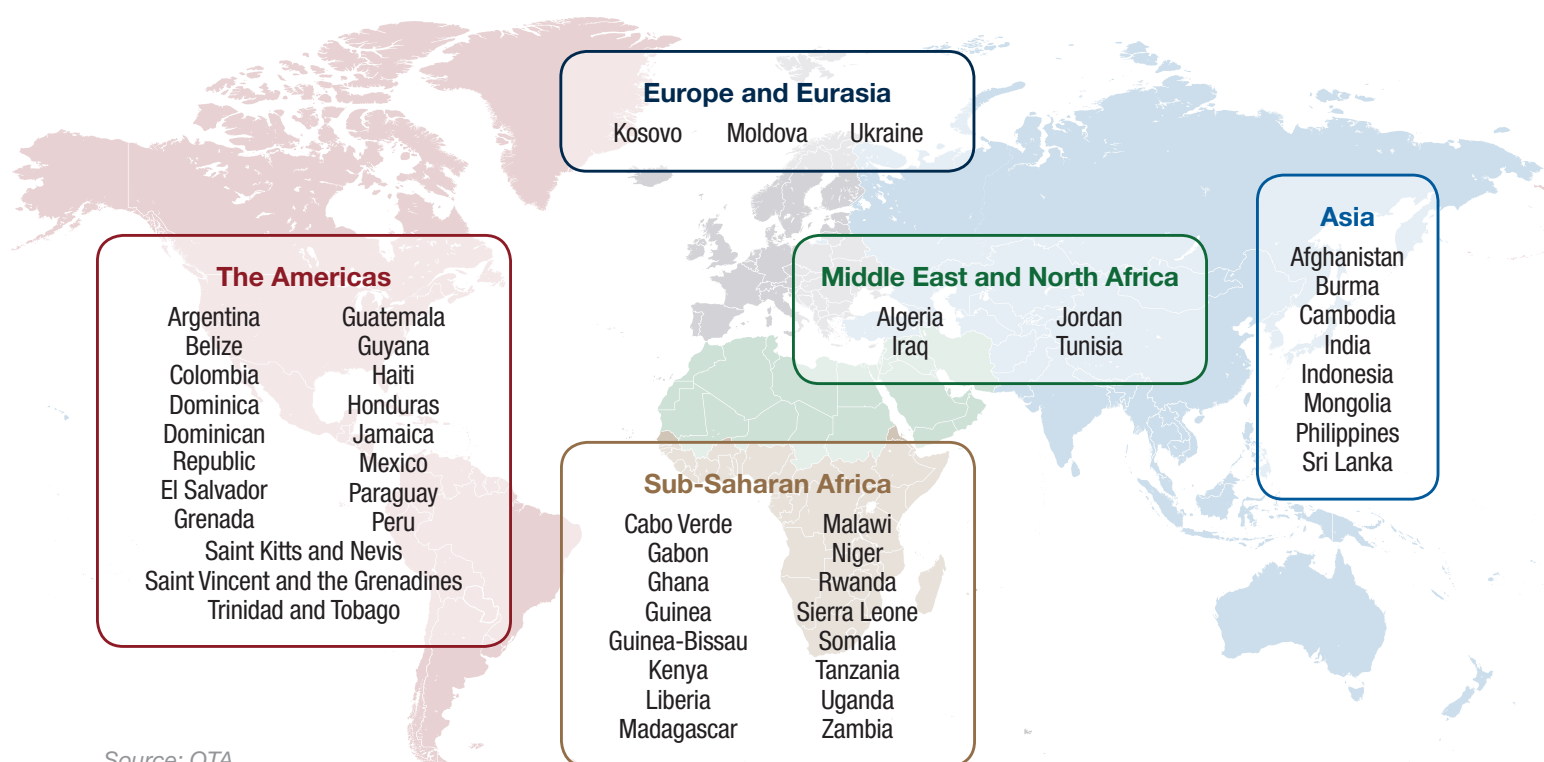 Europe and Eurasia
Kosovo Moldova Ukraine
The Americas
Argentina
Belize
Colombia
Dominica
Dominican
Republic
El Salvador
Grenada
Guatemala
Guyana
Haiti
Honduras
Jamaica
Mexico
Paraguay
Peru
Saint Kitts and Nevis
Saint Vincent and the Grenadines
Trinidad and Tobago
Middle East and North Africa
Algeria
Iraq
Jordan
Tunisia
Asia
Afghanistan
Burma
Cambodia
India
Indonesia
Mongolia
Philippines
Sri Lanka
Sub-Saharan Africa
Cabo Verde
Gabon
Ghana
Guinea
Guinea-Bissau
Kenya
Liberia
Madagascar
Malawi
Niger
Rwanda
Sierra Leone
Somalia
Tanzania
Uganda
Zambia
Source: OTA